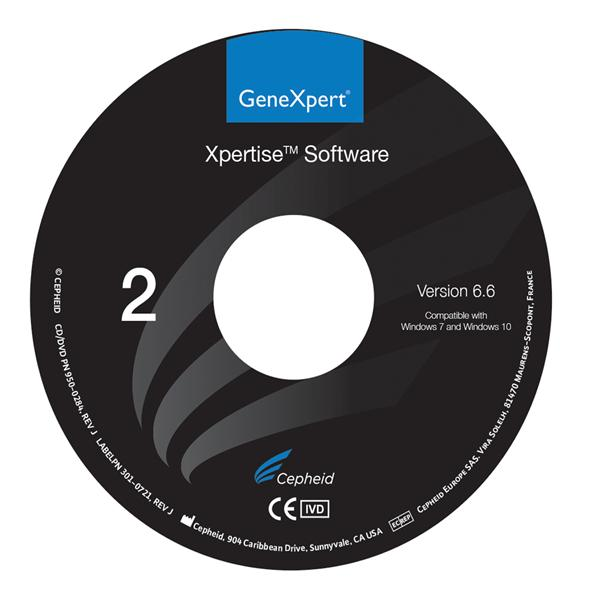 GeneXpert®
Xpertise™ Software
2
Version 6.6
Compatible with
Windows 7 and Windows 10
Cepheid
CE IVD
© CEPHEID CD/DVD PN 950-0284, REV J LABELPN 301-0721, REV J
Cepheid, 904 Caribbean Drive, Sunnyvale, CA USA
EC REP CEPHEID EUROPE SAS, VIRA SOLELH, 81470 MAURENS-SCOPONT, FRANCE